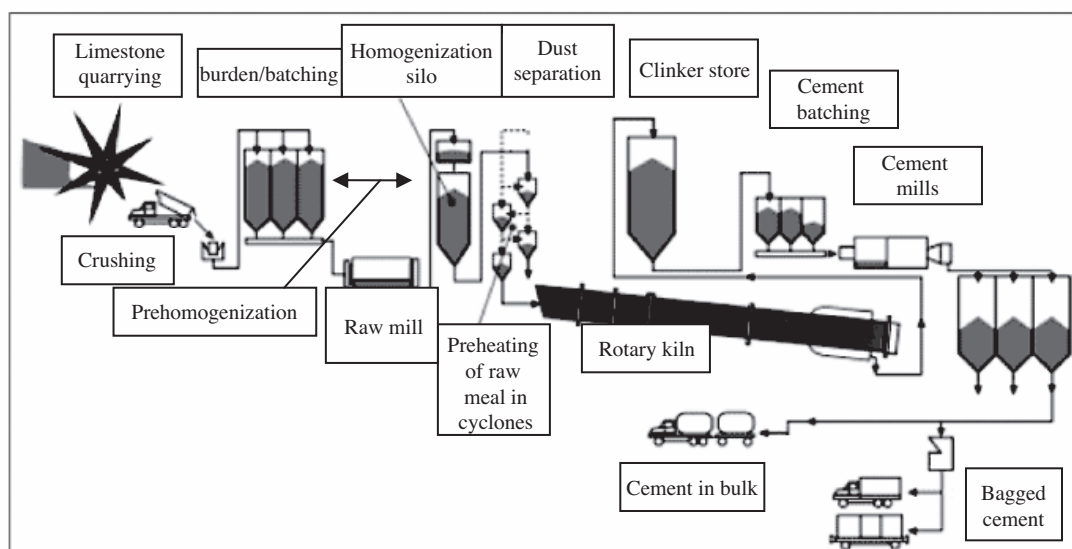 Limestone
quarrying
burden/batching
Homogenization
silo
Dust
separation
Clinker store
Cement
batching
Cement
mills
Crushing
Prehomogenization
Raw mill
Preheating
of raw
meal in
cyclones
Rotary kiln
Cement in bulk
Bagged
cement